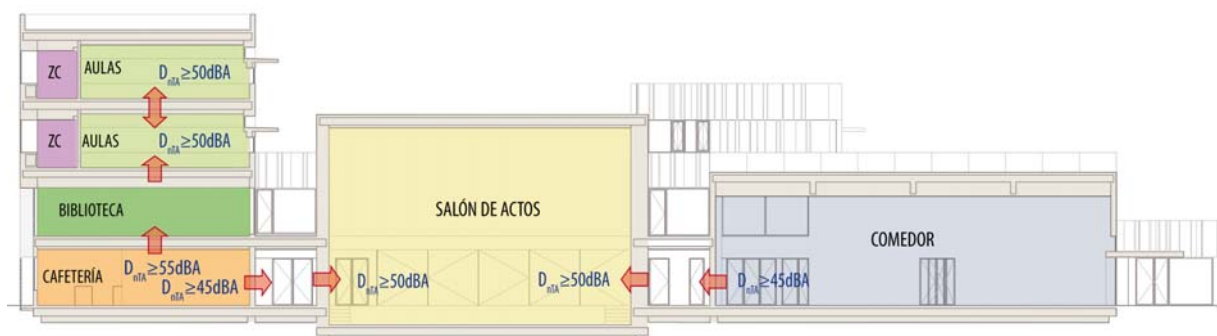 ZC
AULAS
DnTA≥50dBA
ZC
AULAS
DnTA≥50dBA
BIBLIOTECA
SALÓN DE ACTOS
COMEDOR
CAFETERÍA
DnTA≥55dBA
DnTA≥45dBA
DnTA≥50dBA
DnTA≥50dBA
DnTA≥45dBA